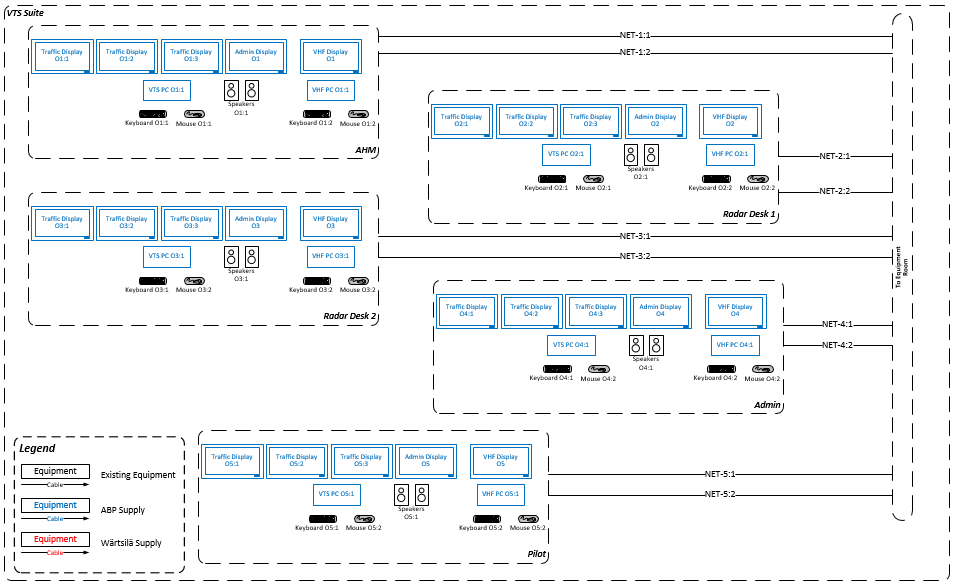 VTS Suite
Traffic Display
O1:1
Traffic Display
O1:2
Traffic Display
O1:3
Admin Display
O1
VHF Display
O1
VTS PC O1:1
Speakers
O1:1
VHF PC O1:1
Keyboard O1:1
Mouse O1:1
Keyboard O1:2
Mouse O1:2
AHM
NET-1:1
NET-1:2
Traffic Display
O2:1
Traffic Display
O2:2
Traffic Display
O2:3
Admin Display
O2
VHF Display
O2
VTS PC O2:1
Speakers
O2:1
VHF PC O2:1
Keyboard O2:1
Mouse O2:1
Keyboard O2:2
Mouse O2:2
Radar Desk 1
NET-2:1
NET-2:2
Traffic Display
O3:1
Traffic Display
O3:2
Traffic Display
O3:3
Admin Display
O3
VHF Display
O3
VTS PC O3:1
Speakers
O3:1
VHF PC O3:1
Keyboard O3:1
Mouse O3:2
Keyboard O3:2
Mouse O3:2
Radar Desk 2
NET-3:1
NET-3:2
To Equipment
Room
Traffic Display
O4:1
Traffic Display
O4:2
Traffic Display
O4:3
Admin Display
O4
VHF Display
O4
VTS PC O4:1
Speakers
O4:1
VHF PC O4:1
Keyboard O4:1
Mouse O4:2
Keyboard O4:2
Mouse O4:2
Admin
NET-4:1
NET-4:2
Traffic Display
O5:1
Traffic Display
O5:2
Traffic Display
O5:3
Admin Display
O5
VHF Display
O5
VTS PC O5:1
Speakers
O5:1
VHF PC O5:1
Keyboard O5:1
Mouse O5:2
Keyboard O5:2
Mouse O5:2
Pilot
NET-5:1
NET-5:2
Legend
Equipment
Cable
Existing Equipment
Equipment
Cable
ABP Supply
Equipment
Cable
Wärtsilä Supply